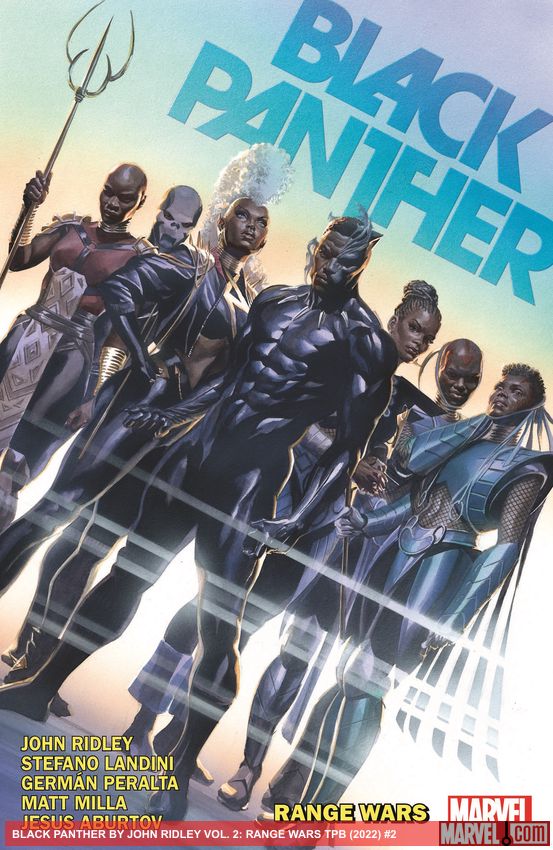 BLACK
PANTHER
JOHN RIDLEY
STEFANO LANDINI
GERMÁN PERALTA
MATT MILLA
JESUS ABURTOV
RANGE WARS
MARVEL
BLACK PANTHER BY JOHN RIDLEY VOL. 2: RANGE WARS TPB (2022) #2
MARVEL.com